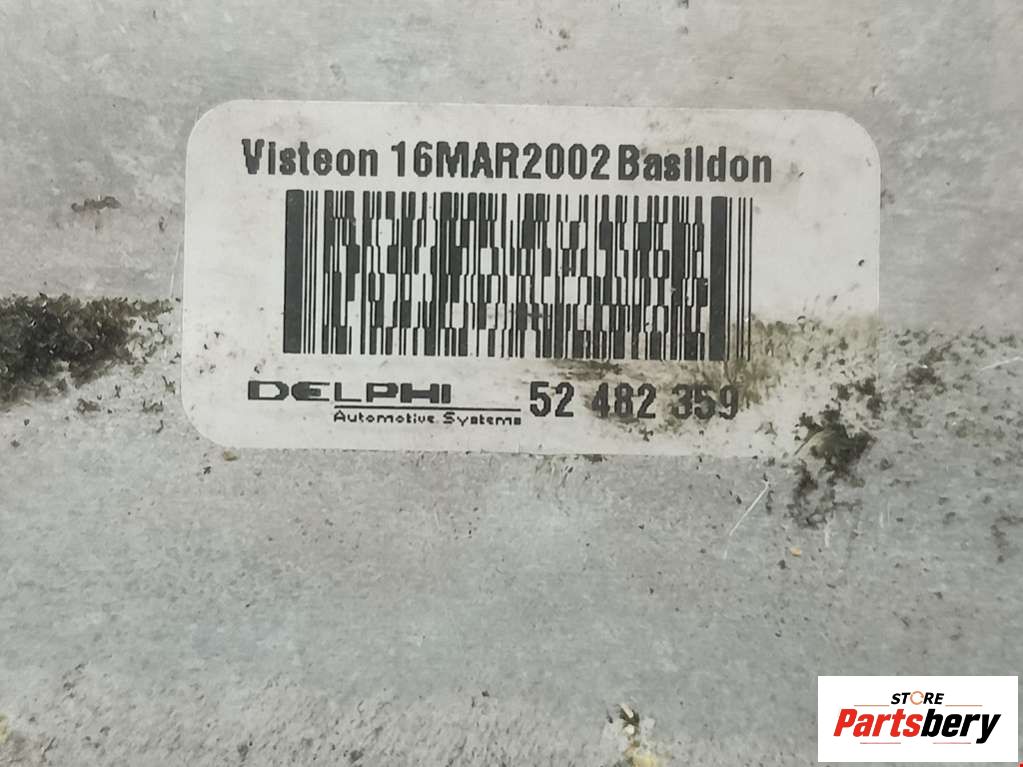 Visteon 16MAR2002 Basildon
DELPHI 52 482 359
Automotive Systems
STORE
Partsbery